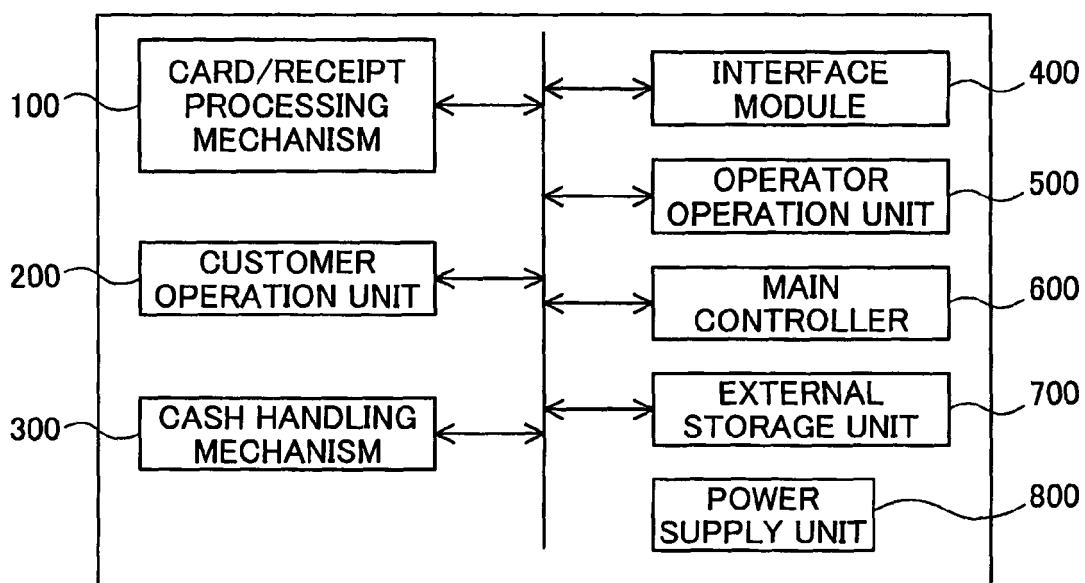 100
CARD/RECEIPT
PROCESSING
MECHANISM
200
CUSTOMER
OPERATION UNIT
300
CASH HANDLING
MECHANISM
INTERFACE
MODULE
400
OPERATOR
OPERATION UNIT
500
MAIN
CONTROLLER
600
EXTERNAL
STORAGE UNIT
700
POWER
SUPPLY UNIT
800